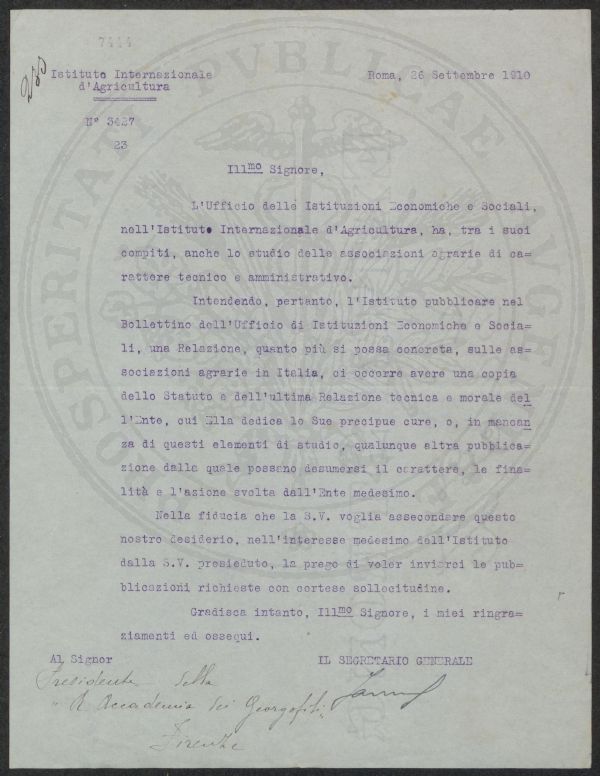 7444
Istituto Internazionale
d'Agricultura
Roma, 26 Settembre 1910
N° 3427
23
Ill<sup>mo</sup> Signore,
L'Ufficio delle Istituzioni Economiche e Sociali,
nell'Istituto Internazionale d'Agricultura, ha, tra i suoi
compiti, anche lo studio delle associazioni agrarie di ca=
rattere tecnico e amministrativo.
Intendendo, pertanto, l'Istituto pubblicare nel
Bollettino dell'Ufficio di Istituzioni Economiche e Socia=
li, una Relazione, quanto più si possa concreta, sulle as=
sociazioni agrarie in Italia, ci occorre avere una copia
dello Statuto e dell'ultima Relazione tecnica e morale del
l'Ente, cui Ella dedica le Sue precipue cure, o, in mancan
za di questi elementi di studio, qualunque altra pubblica=
zione dalla quale possano desumersi il carattere, le fina=
lità e l'azione svolta dall'Ente medesimo.
Nella fiducia che la S.V. voglia assecondare questo
nostro desiderio, nell'interesse medesimo dell'Istituto
dalla S.V. presieduto, la prego di voler inviarci le pub=
blicazioni richieste con cortese sollecitudine.
Gradisca intanto, Ill<sup>mo</sup> Signore, i miei ringra=
ziamenti ed ossequi.
Al Signor
IL SEGRETARIO GENERALE
Presidente della
"R Accademia dei Georgofili"
Firenze